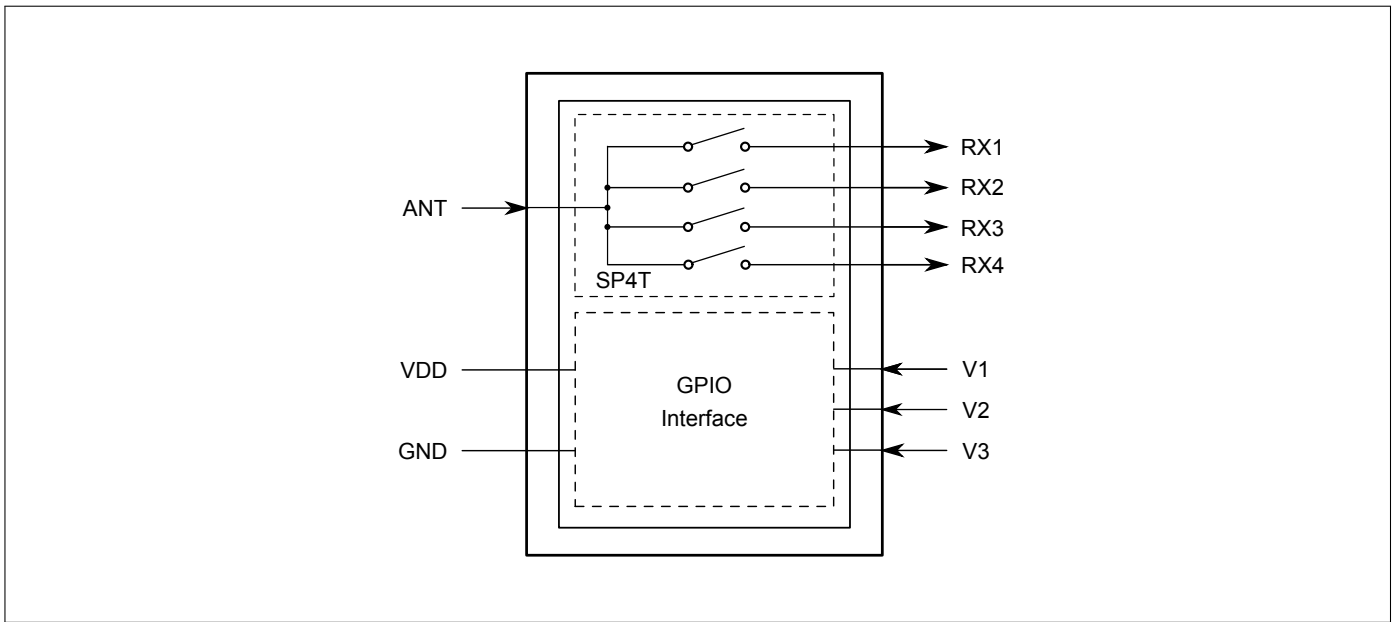 RX1
RX2
ANT
RX3
RX4
SP4T
VDD
V1
GPIO
Interface
V2
GND
V3